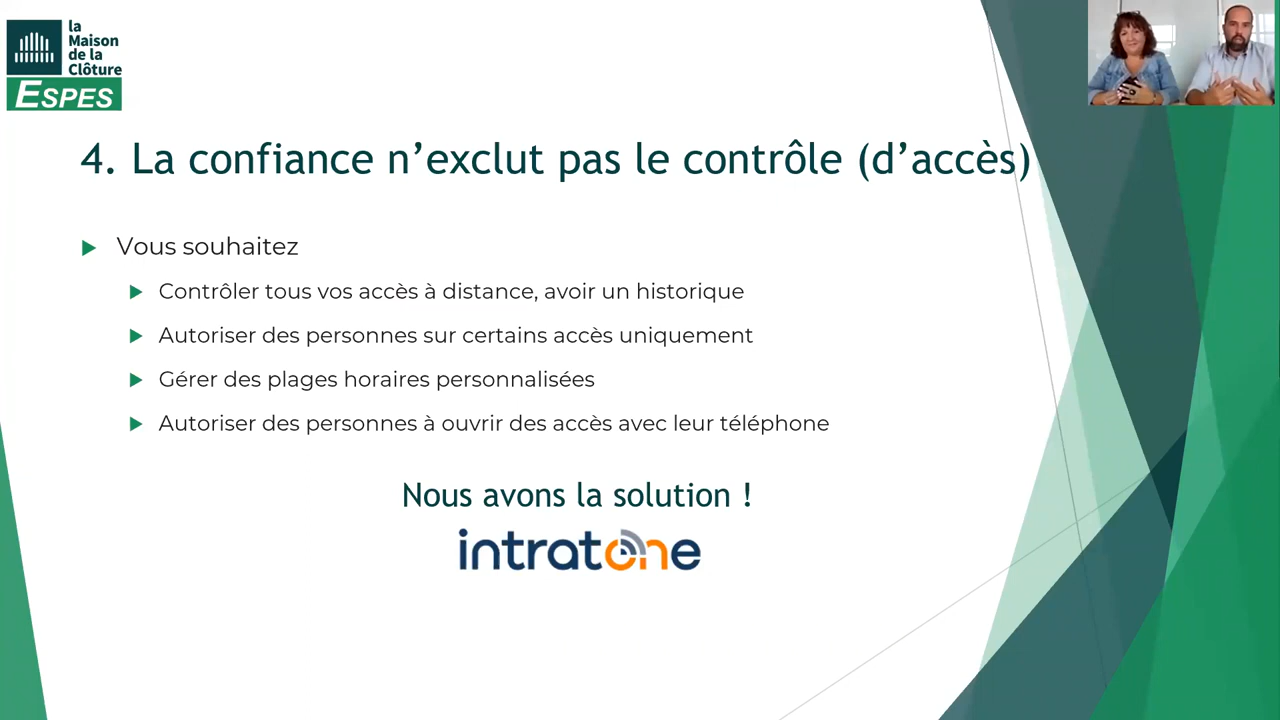 la
Maison
de la
Clôture
ESPES
4. La confiance n’exclut pas le contrôle (d’accès)
Vous souhaitez
Contrôler tous vos accès à distance, avoir un historique
Autoriser des personnes sur certains accès uniquement
Gérer des plages horaires personnalisées
Autoriser des personnes à ouvrir des accès avec leur téléphone
Nous avons la solution !
intratone